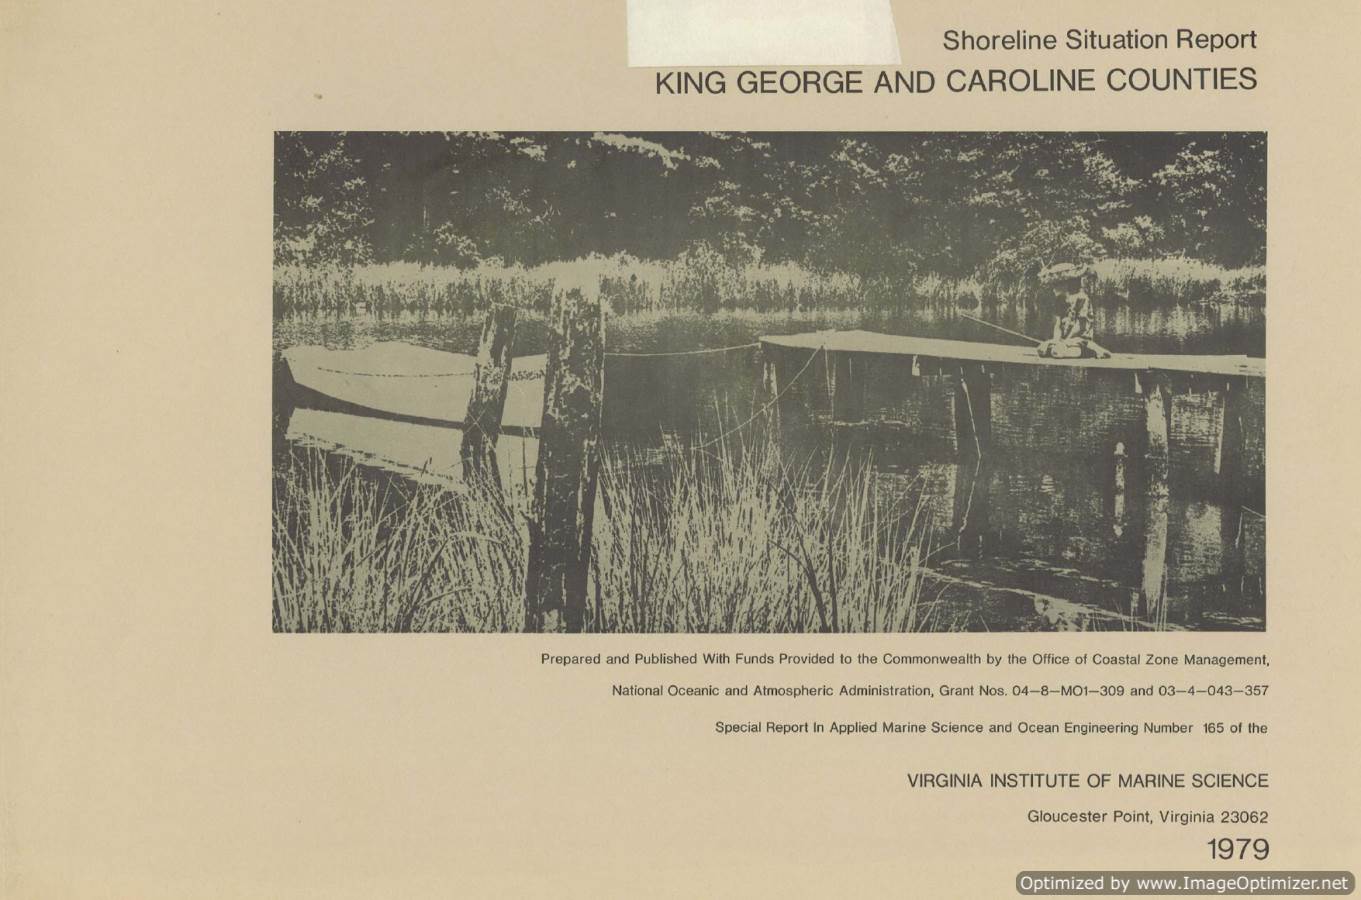 Shoreline Situation Report
KING GEORGE AND CAROLINE COUNTIES
Prepared and Published With Funds Provided to the Commonwealth by the Office of Coastal Zone Management,
National Oceanic and Atmospheric Administration, Grant Nos. 04—8—MO1—309 and 03—4—043—357
Special Report In Applied Marine Science and Ocean Engineering Number 165 of the
VIRGINIA INSTITUTE OF MARINE SCIENCE
Gloucester Point, Virginia 23062
1979
Optimized by www.ImageOptimizer.net